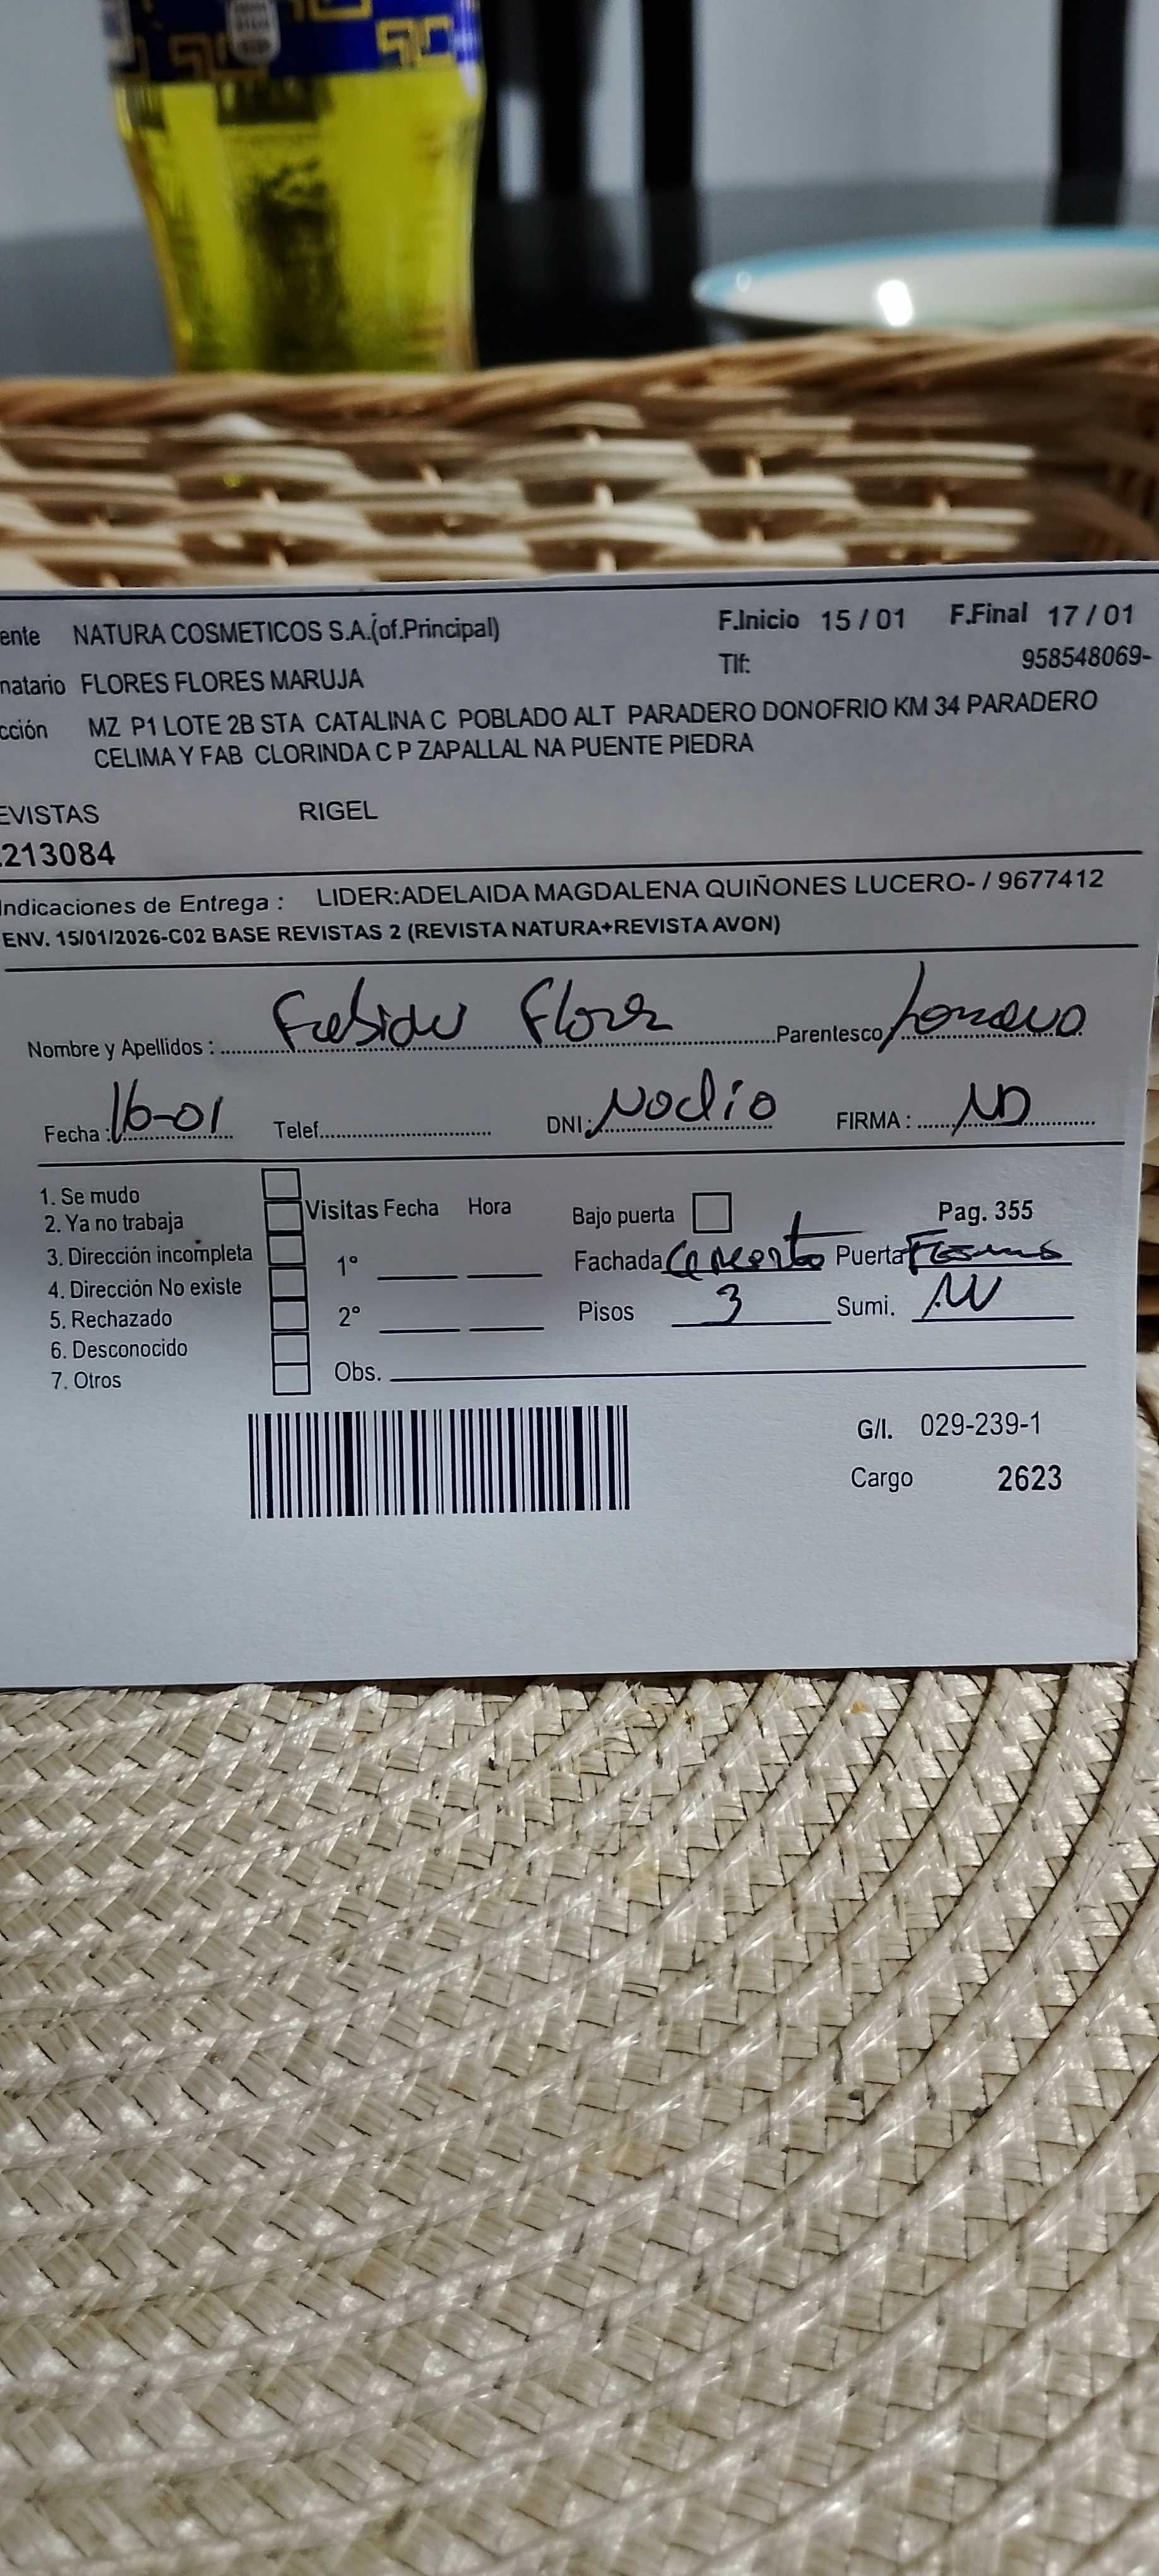 ente NATURA COSMETICOS S.A.(of.Principal) F.Inicio 15 / 01 F.Final 17 / 01
natario FLORES FLORES MARUJA Tlf: 958548069-
cción MZ P1 LOTE 2B STA CATALINA C POBLADO ALT PARADERO DONOFRIO KM 34 PARADERO
CELIMA Y FAB CLORINDA C P ZAPALLAL NA PUENTE PIEDRA
EVISTAS RIGEL
213084
Indicaciones de Entrega : LIDER:ADELAIDA MAGDALENA QUIÑONES LUCERO- / 9677412
ENV. 15/01/2026-C02 BASE REVISTAS 2 (REVISTA NATURA+REVISTA AVON)
Nombre y Apellidos : Flores Parentesco
Fecha : 16-01 Telef. DNI: Nodio FIRMA : ND
1. Se mudo
2. Ya no trabaja Visitas Fecha Hora Bajo puerta Pag. 355
3. Dirección incompleta 1° Fachada Cemento Puerta
4. Dirección No existe
5. Rechazado 2° Pisos 3 Sumi.
6. Desconocido
7. Otros Obs.
G/l. 029-239-1
Cargo 2623